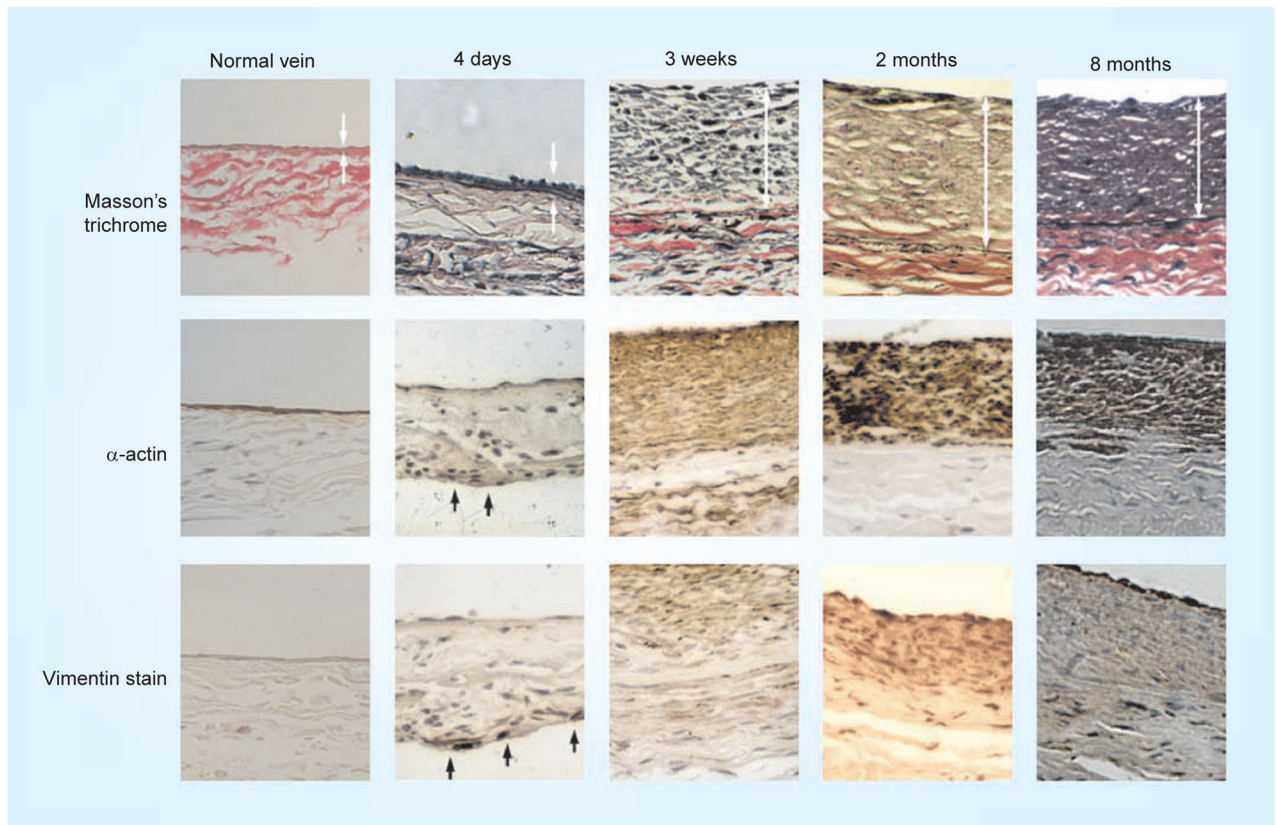 Normal vein
4 days
3 weeks
2 months
8 months
Masson's
trichrome
α-actin
Vimentin stain